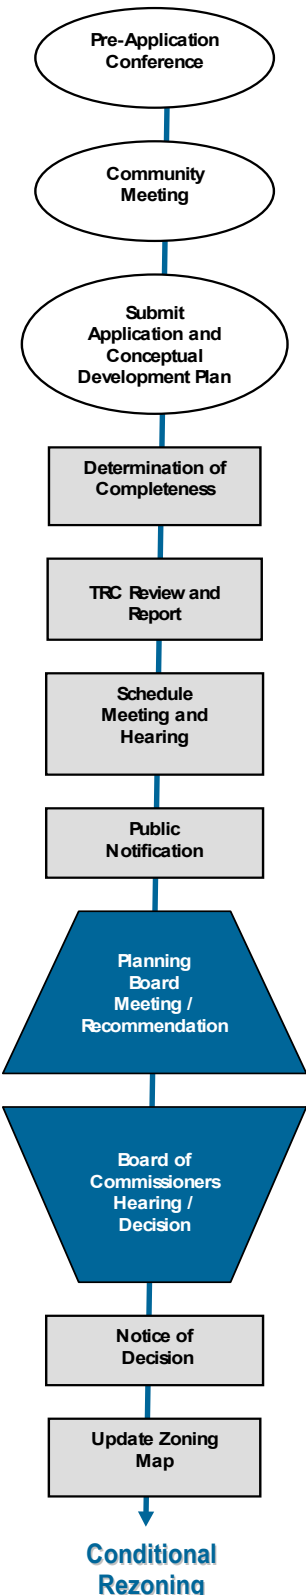 Pre-Application
Conference
Community
Meeting
Submit
Application and
Conceptual
Development Plan
Determination of
Completeness
TRC Review and
Report
Schedule
Meeting and
Hearing
Public
Notification
Planning
Board
Meeting /
Recommendation
Board of
Commissioners
Hearing /
Decision
Notice of
Decision
Update Zoning
Map
Conditional
Rezoning